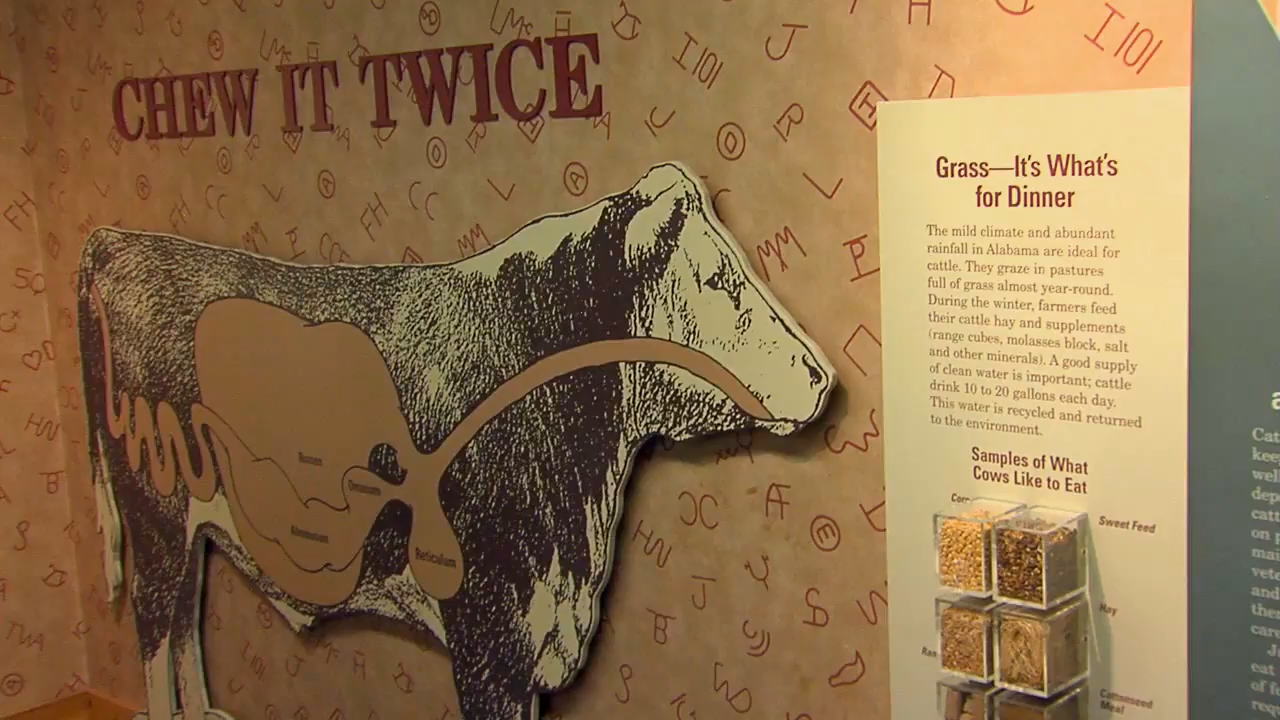 CHEW IT TWICE
Grass—It's What's
for Dinner
The mild climate and abundant
rainfall in Alabama are ideal for
cattle. They graze in pastures
full of grass almost year-round.
During the winter, farmers feed
their cattle hay and supplements
(range cubes, molasses block, salt
and other minerals). A good supply
of clean water is important; cattle
drink 10 to 20 gallons each day.
This water is recycled and returned
to the environment.
Samples of What
Cows Like to Eat
Sweet Feed
Hay
Cottonseed
Meal
Rumen
Omasum
Abomasum
Reticulum